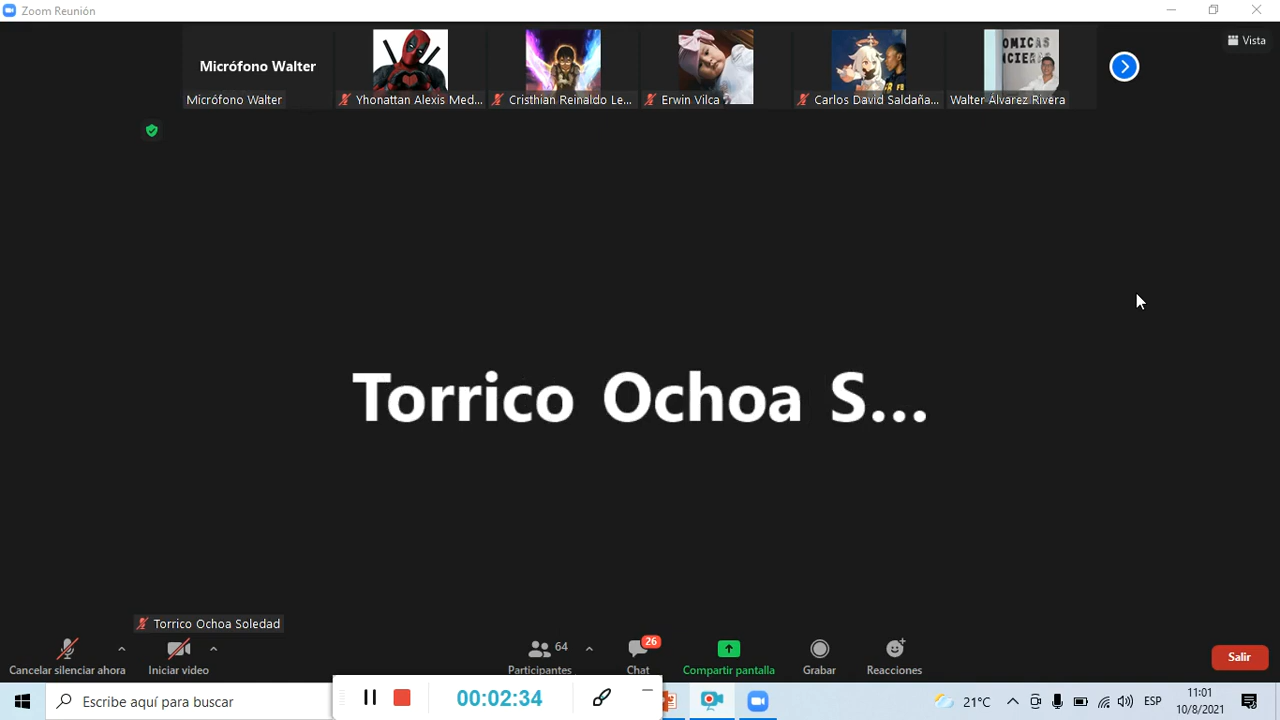 Zoom Reunión
Vista
Micrófono Walter
OMICAS
NCIERA
Micrófono Walter
Yhonattan Alexis Med...
Cristhian Reinaldo Le...
Erwin Vilca
Carlos David Saldaña...
Walter Álvarez Rivera
Torrico Ochoa S...
Torrico Ochoa Soledad
64
26
Cancelar silenciar ahora
Iniciar video
Participantes
Chat
Compartir pantalla
Grabar
Reacciones
Salir
Escribe aquí para buscar
00:02:34
21°C
ESP
11:01
10/8/2021